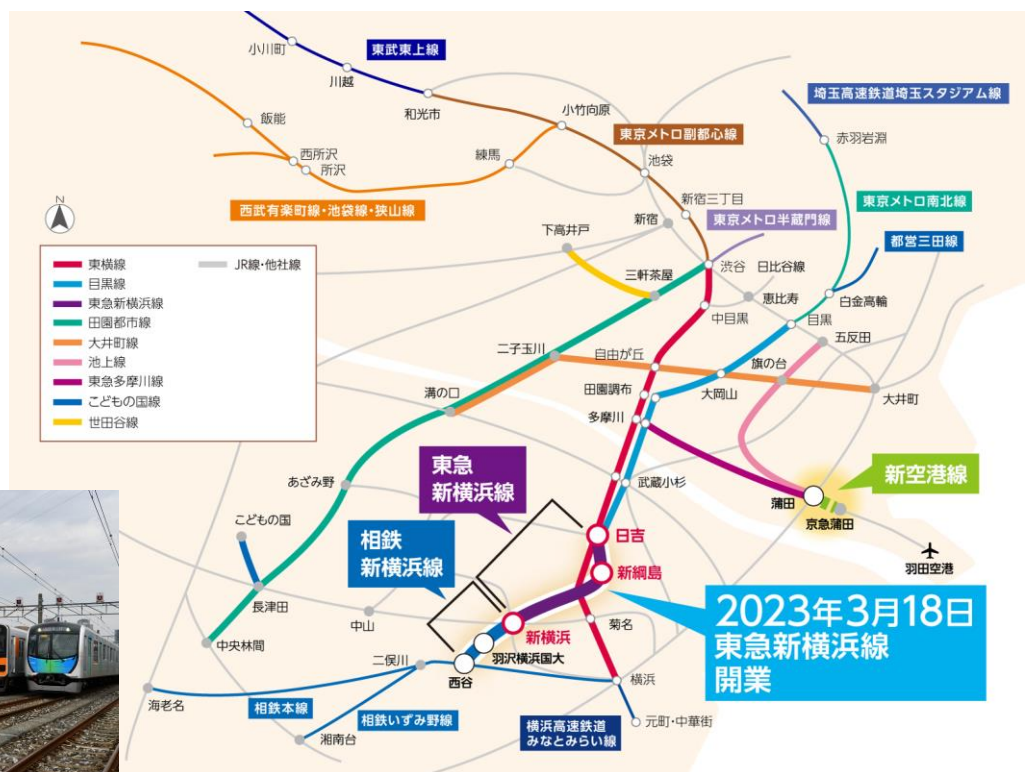 小川町
東武東上線
川越
和光市
埼玉高速鉄道埼玉スタジアム線
飯能
小竹向原
東京メトロ副都心線
赤羽岩淵
西所沢
所沢
練馬
池袋
西武有楽町線・池袋線・狭山線
新宿三丁目
東京メトロ南北線
N
新宿
東京メトロ半蔵門線
下高井戸
都営三田線
東横線
JR線・他社線
目黒線
東急新横浜線
田園都市線
大井町線
池上線
東急多摩川線
こどもの国線
世田谷線
三軒茶屋
渋谷
日比谷線
恵比寿
白金高輪
中目黒
目黒
五反田
二子玉川
自由が丘
旗の台
溝の口
田園調布
大岡山
大井町
多摩川
東急
新横浜線
新空港線
あざみ野
武蔵小杉
蒲田
京急蒲田
こどもの国
相鉄
新横浜線
日吉
羽田空港
新綱島
長津田
2023年3月18日
東急新横浜線
開業
中山
新横浜
菊名
中央林間
羽沢横浜国大
二俣川
西谷
横浜
海老名
相鉄本線
相鉄いずみ野線
横浜高速鉄道
みなとみらい線
元町・中華街
湘南台